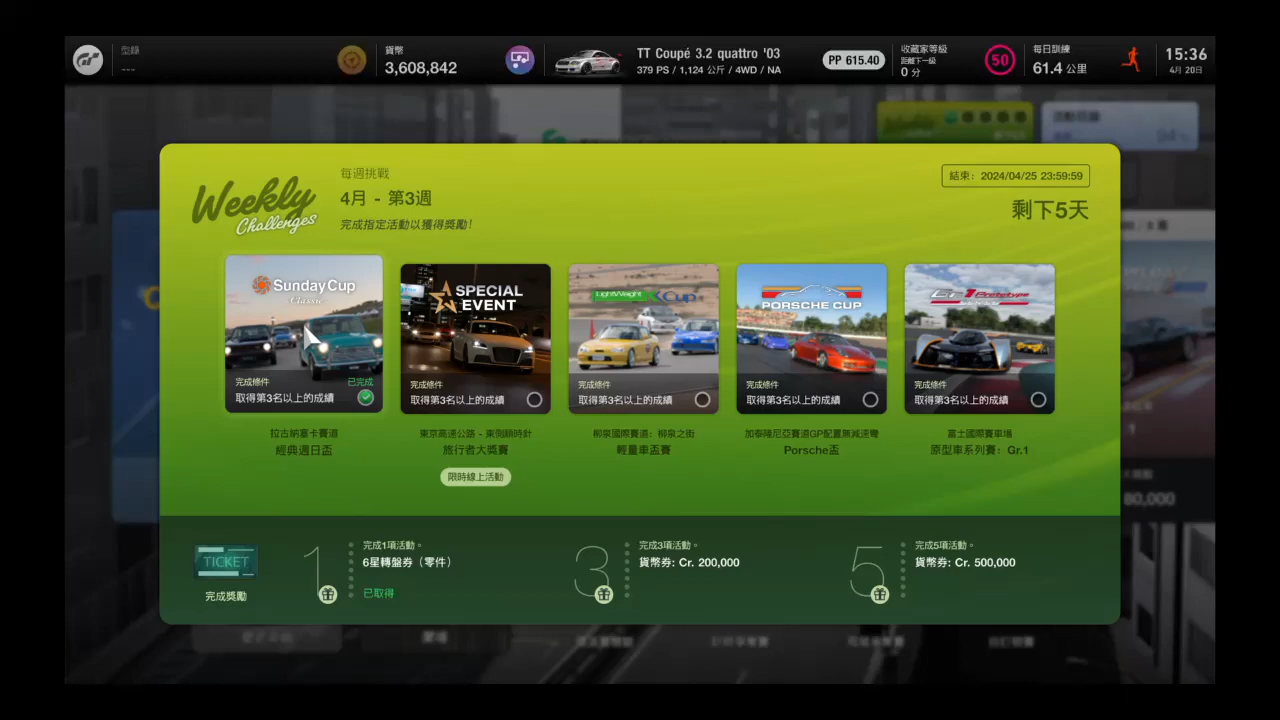 型錄
---
貨幣
3,608,842
TT Coupé 3.2 quattro '03
379 PS / 1,124 公斤 / 4WD / NA
PP 615.40
收藏家等級
距離下一級
0 分
50
每日訓練
61.4 公里
15:36
4月 20日
Weekly
Challenges
每週挑戰
4月 - 第3週
完成指定活動以獲得獎勵!
結束: 2024/04/25 23:59:59
剩下5天
Sunday Cup
Classic
完成條件
已完成
取得第3名以上的成績
拉古納塞卡賽道
經典週日盃
SPECIAL
EVENT
完成條件
取得第3名以上的成績
東京高速公路 - 東側順時針
旅行者大獎賽
限時線上活動
LightWeight K Cup
完成條件
取得第3名以上的成績
柳泉國際賽道: 柳泉之街
輕量車盃賽
PORSCHE CUP
完成條件
取得第3名以上的成績
加泰隆尼亞賽道GP配置無減速彎
Porsche盃
Gr.1 Prototype
完成條件
取得第3名以上的成績
富士國際賽車場
原型車系列賽: Gr.1
TICKET
完成獎勵
1
完成1項活動。
6星轉盤券（零件）
已取得
3
完成3項活動。
貨幣券: Cr. 200,000
5
完成5項活動。
貨幣券: Cr. 500,000